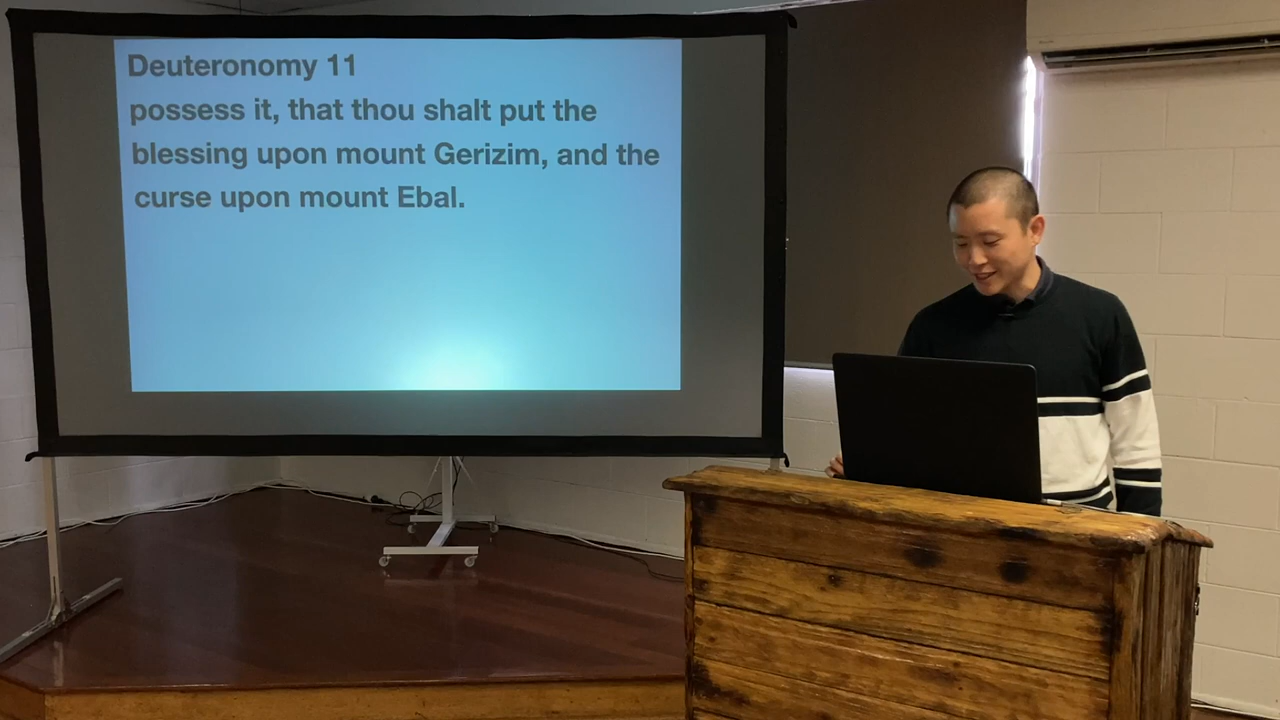 Deuteronomy 11
possess it, that thou shalt put the
blessing upon mount Gerizim, and the
curse upon mount Ebal.